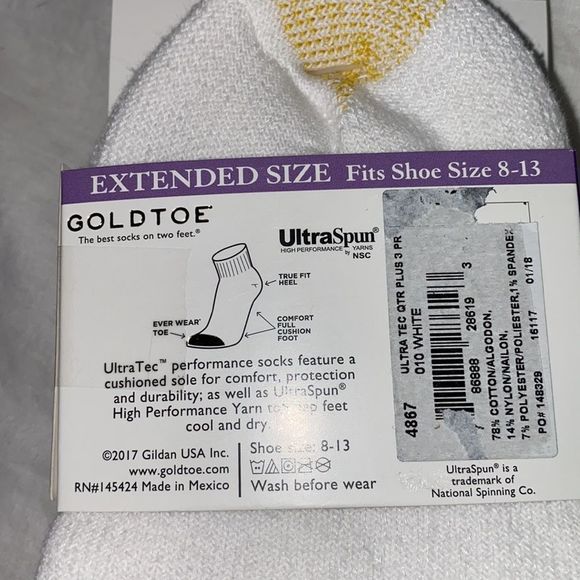 EXTENDED SIZE Fits Shoe Size 8-13
GOLDTOE®
The best socks on two feet.®
UltraSpun®
HIGH PERFORMANCE by YARNS
NSC
TRUE FIT
HEEL
EVER WEAR™
TOE
COMFORT
FULL
CUSHION
FOOT
UltraTec™ performance socks feature a
cushioned sole for comfort, protection
and durability; as well as UltraSpun®
High Performance Yarn to feet
cool and dry.
©2017 Gildan USA Inc.
www.goldtoe.com
RN#145424 Made in Mexico
Shoe size: 8-13
Wash before wear
4867
ULTRA TEC QTR PLUS 3 PR
010 WHITE
86888 28619 3
78% COTTON/ALGODON,
14% NYLON/NAILON,
7% POLYESTER/POLIESTER,1% SPANDEX
PO# 148329 16117 01/18
UltraSpun® is a
trademark of
National Spinning Co.